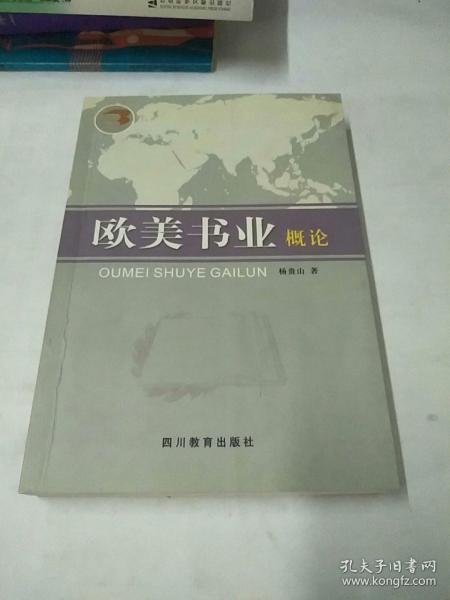 欧美书业 概论
OUMEI SHUYE GAILUN 杨贵山 著
四川教育出版社
孔夫子旧书网
www.kongfz.com